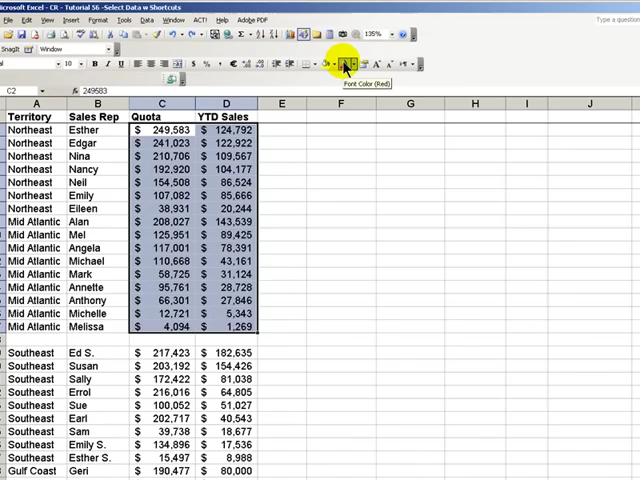 Microsoft Excel - CR - Tutorial 56 -Select Data w Shortcuts
Edit View Insert Format Tools Data Window ACT! Help Adobe PDF
Type a question
135%
SnagIt Window
10 B I U $ % , €
Font Color (Red)
C2 249583
A B C D E F G H I J
Territory Sales Rep Quota YTD Sales
Northeast Esther $ 249,583 $ 124,792
Northeast Edgar $ 241,023 $ 122,922
Northeast Nina $ 210,706 $ 109,567
Northeast Nancy $ 192,920 $ 104,177
Northeast Neil $ 154,508 $ 86,524
Northeast Emily $ 107,082 $ 85,666
Northeast Eileen $ 38,931 $ 20,244
Mid Atlantic Alan $ 208,027 $ 143,539
Mid Atlantic Mel $ 125,951 $ 89,425
Mid Atlantic Angela $ 117,001 $ 78,391
Mid Atlantic Michael $ 110,668 $ 43,161
Mid Atlantic Mark $ 58,725 $ 31,124
Mid Atlantic Annette $ 95,761 $ 28,728
Mid Atlantic Anthony $ 66,301 $ 27,846
Mid Atlantic Michelle $ 12,721 $ 5,343
Mid Atlantic Melissa $ 4,094 $ 1,269
Southeast Ed S. $ 217,423 $ 182,635
Southeast Susan $ 203,192 $ 154,426
Southeast Sally $ 172,422 $ 81,038
Southeast Errol $ 216,016 $ 64,805
Southeast Sue $ 100,052 $ 51,027
Southeast Earl $ 202,717 $ 40,543
Southeast Sam $ 39,738 $ 18,677
Southeast Emily S. $ 134,896 $ 17,536
Southeast Esther S. $ 15,497 $ 8,988
Gulf Coast Geri $ 190,477 $ 80,000